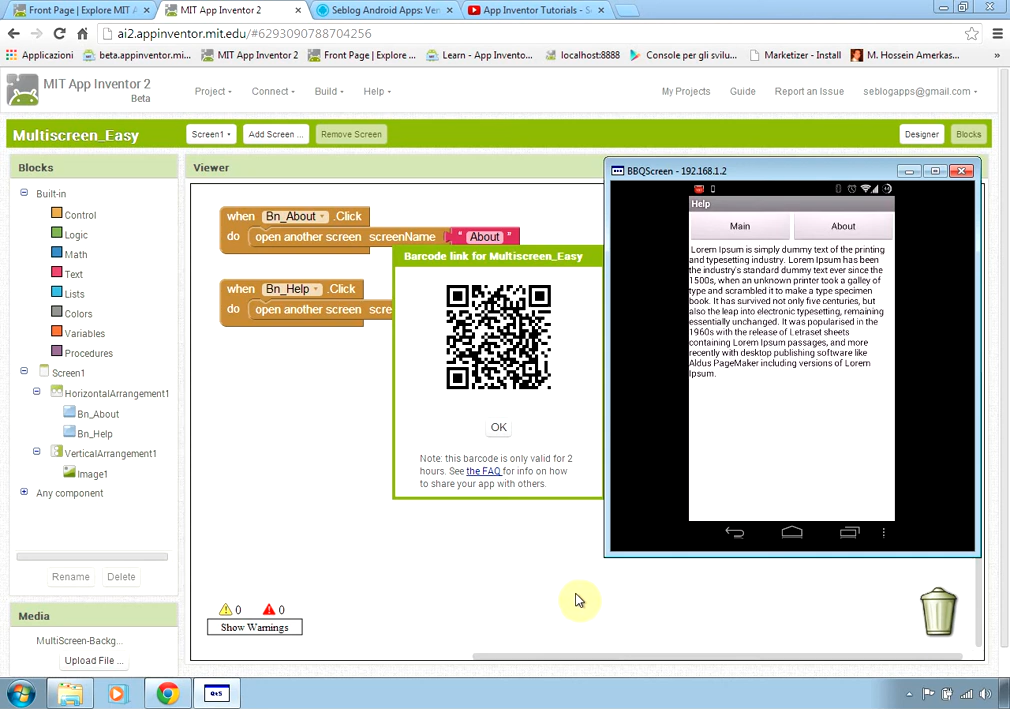 Front Page | Explore MIT A
MIT App Inventor 2
Seblog Android Apps: Ven
App Inventor Tutorials - S
ai2.appinventor.mit.edu/#6293090788704256
Applicazioni
beta.appinventor.mi...
MIT App Inventor 2
Front Page | Explore ...
Learn - App Invento...
localhost:8888
Console per gli svilu...
Marketizer - Install
M. Hossein Amerkas...
»
MIT App Inventor 2
Beta
Project
Connect
Build
Help
My Projects
Guide
Report an Issue
seblogapps@gmail.com
Multiscreen_Easy
Screen1
Add Screen ...
Remove Screen
Designer
Blocks
Blocks
Built-in
Control
Logic
Math
Text
Lists
Colors
Variables
Procedures
Screen1
HorizontalArrangement1
Bn_About
Bn_Help
VerticalArrangement1
Image1
Any component
Rename
Delete
Media
MultiScreen-Backg...
Upload File ...
Viewer
when Bn_About .Click
do open another screen screenName " About "
when Bn_Help .Click
do open another screen scre
0
0
Show Warnings
Barcode link for Multiscreen_Easy
OK
Note: this barcode is only valid for 2
hours. See the FAQ for info on how
to share your app with others.
BBQScreen - 192.168.1.2
Help
Main
About
Lorem Ipsum is simply dummy text of the printing
and typesetting industry. Lorem Ipsum has been
the industry's standard dummy text ever since the
1500s, when an unknown printer took a galley of
type and scrambled it to make a type specimen
book. It has survived not only five centuries, but
also the leap into electronic typesetting, remaining
essentially unchanged. It was popularised in the
1960s with the release of Letraset sheets
containing Lorem Ipsum passages, and more
recently with desktop publishing software like
Aldus PageMaker including versions of Lorem
Ipsum.